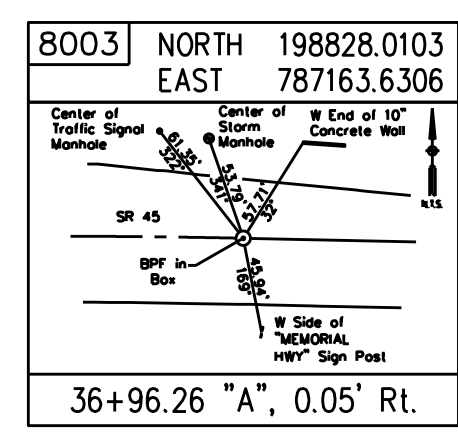 8003 NORTH 198828.0103
EAST 787163.6306
Center of
Traffic Signal
Manhole
Center of
Storm
Manhole
W End of 10"
Concrete Wall
61.35'
322°
53.79'
341°
57.71'
32°
N.T.S.
SR 45
BPF in
Box
45.94'
169°
W Side of
"MEMORIAL
HWY" Sign Post
36+96.26 "A", 0.05' Rt.